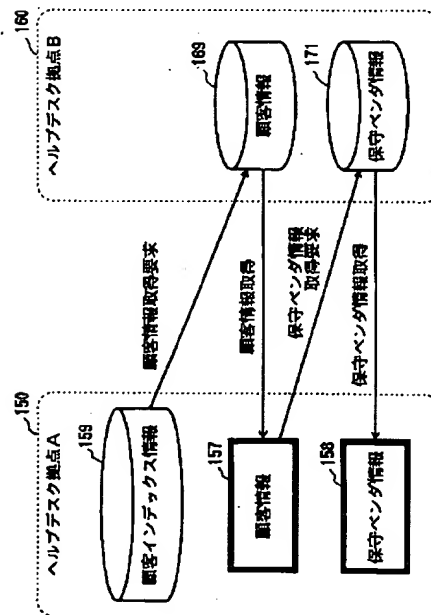 150
ヘルプデスク拠点A
159
顧客インデックス情報
157
顧客情報
158
保守ベンダ情報
顧客情報取得要求
顧客情報取得
保守ベンダ情報
取得要求
保守ベンダ情報取得
160
ヘルプデスク拠点B
169
顧客情報
171
保守ベンダ情報